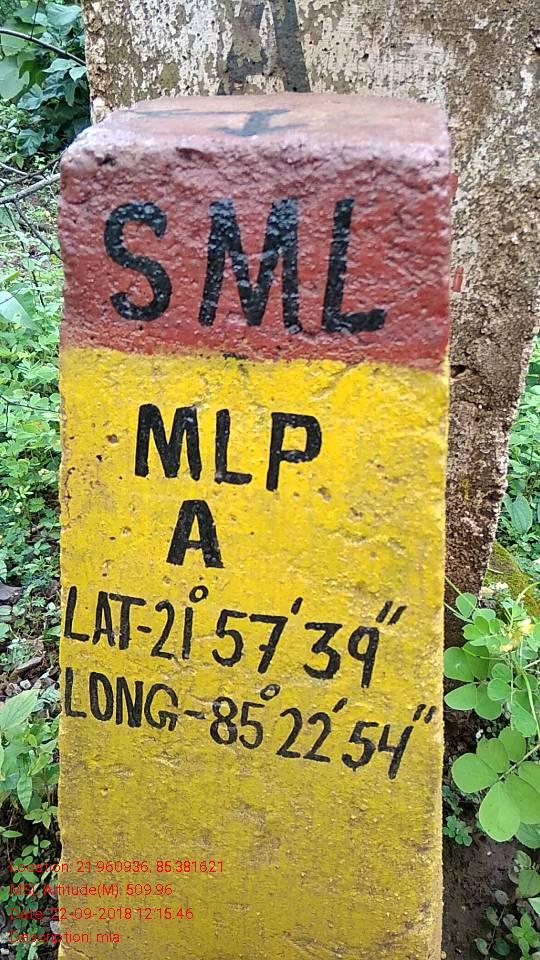 SML
MLP
A
LAT-21°57'39"
LONG-85°22'54"
Location: 21.960936, 85.381621
MSL Altitude(M): 509.96
Date: 22-09-2018 12:15:46
Description: mla